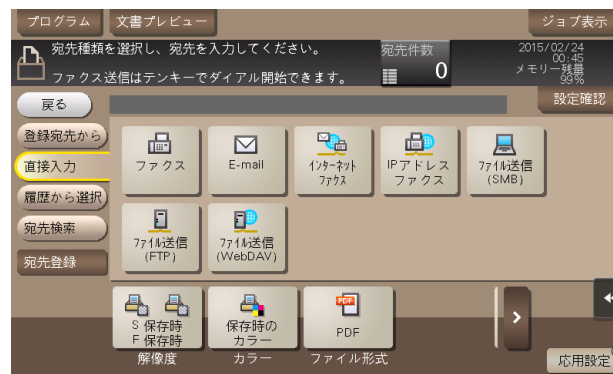 プログラム
文書プレビュー
ジョブ表示
宛先種類を選択し、宛先を入力してください。
ファクス送信はテンキーでダイアル開始できます。
宛先件数
0
2015/02/24
00:45
メモリー残量
99%
戻る
設定確認
登録宛先から
直接入力
履歴から選択
宛先検索
宛先登録
ファクス
E-mail
インターネット
ファクス
IPアドレス
ファクス
ファイル送信
(SMB)
ファイル送信
(FTP)
ファイル送信
(WebDAV)
S 保存時
F 保存時
解像度
保存時の
カラー
カラー
PDF
PDF
ファイル形式
応用設定